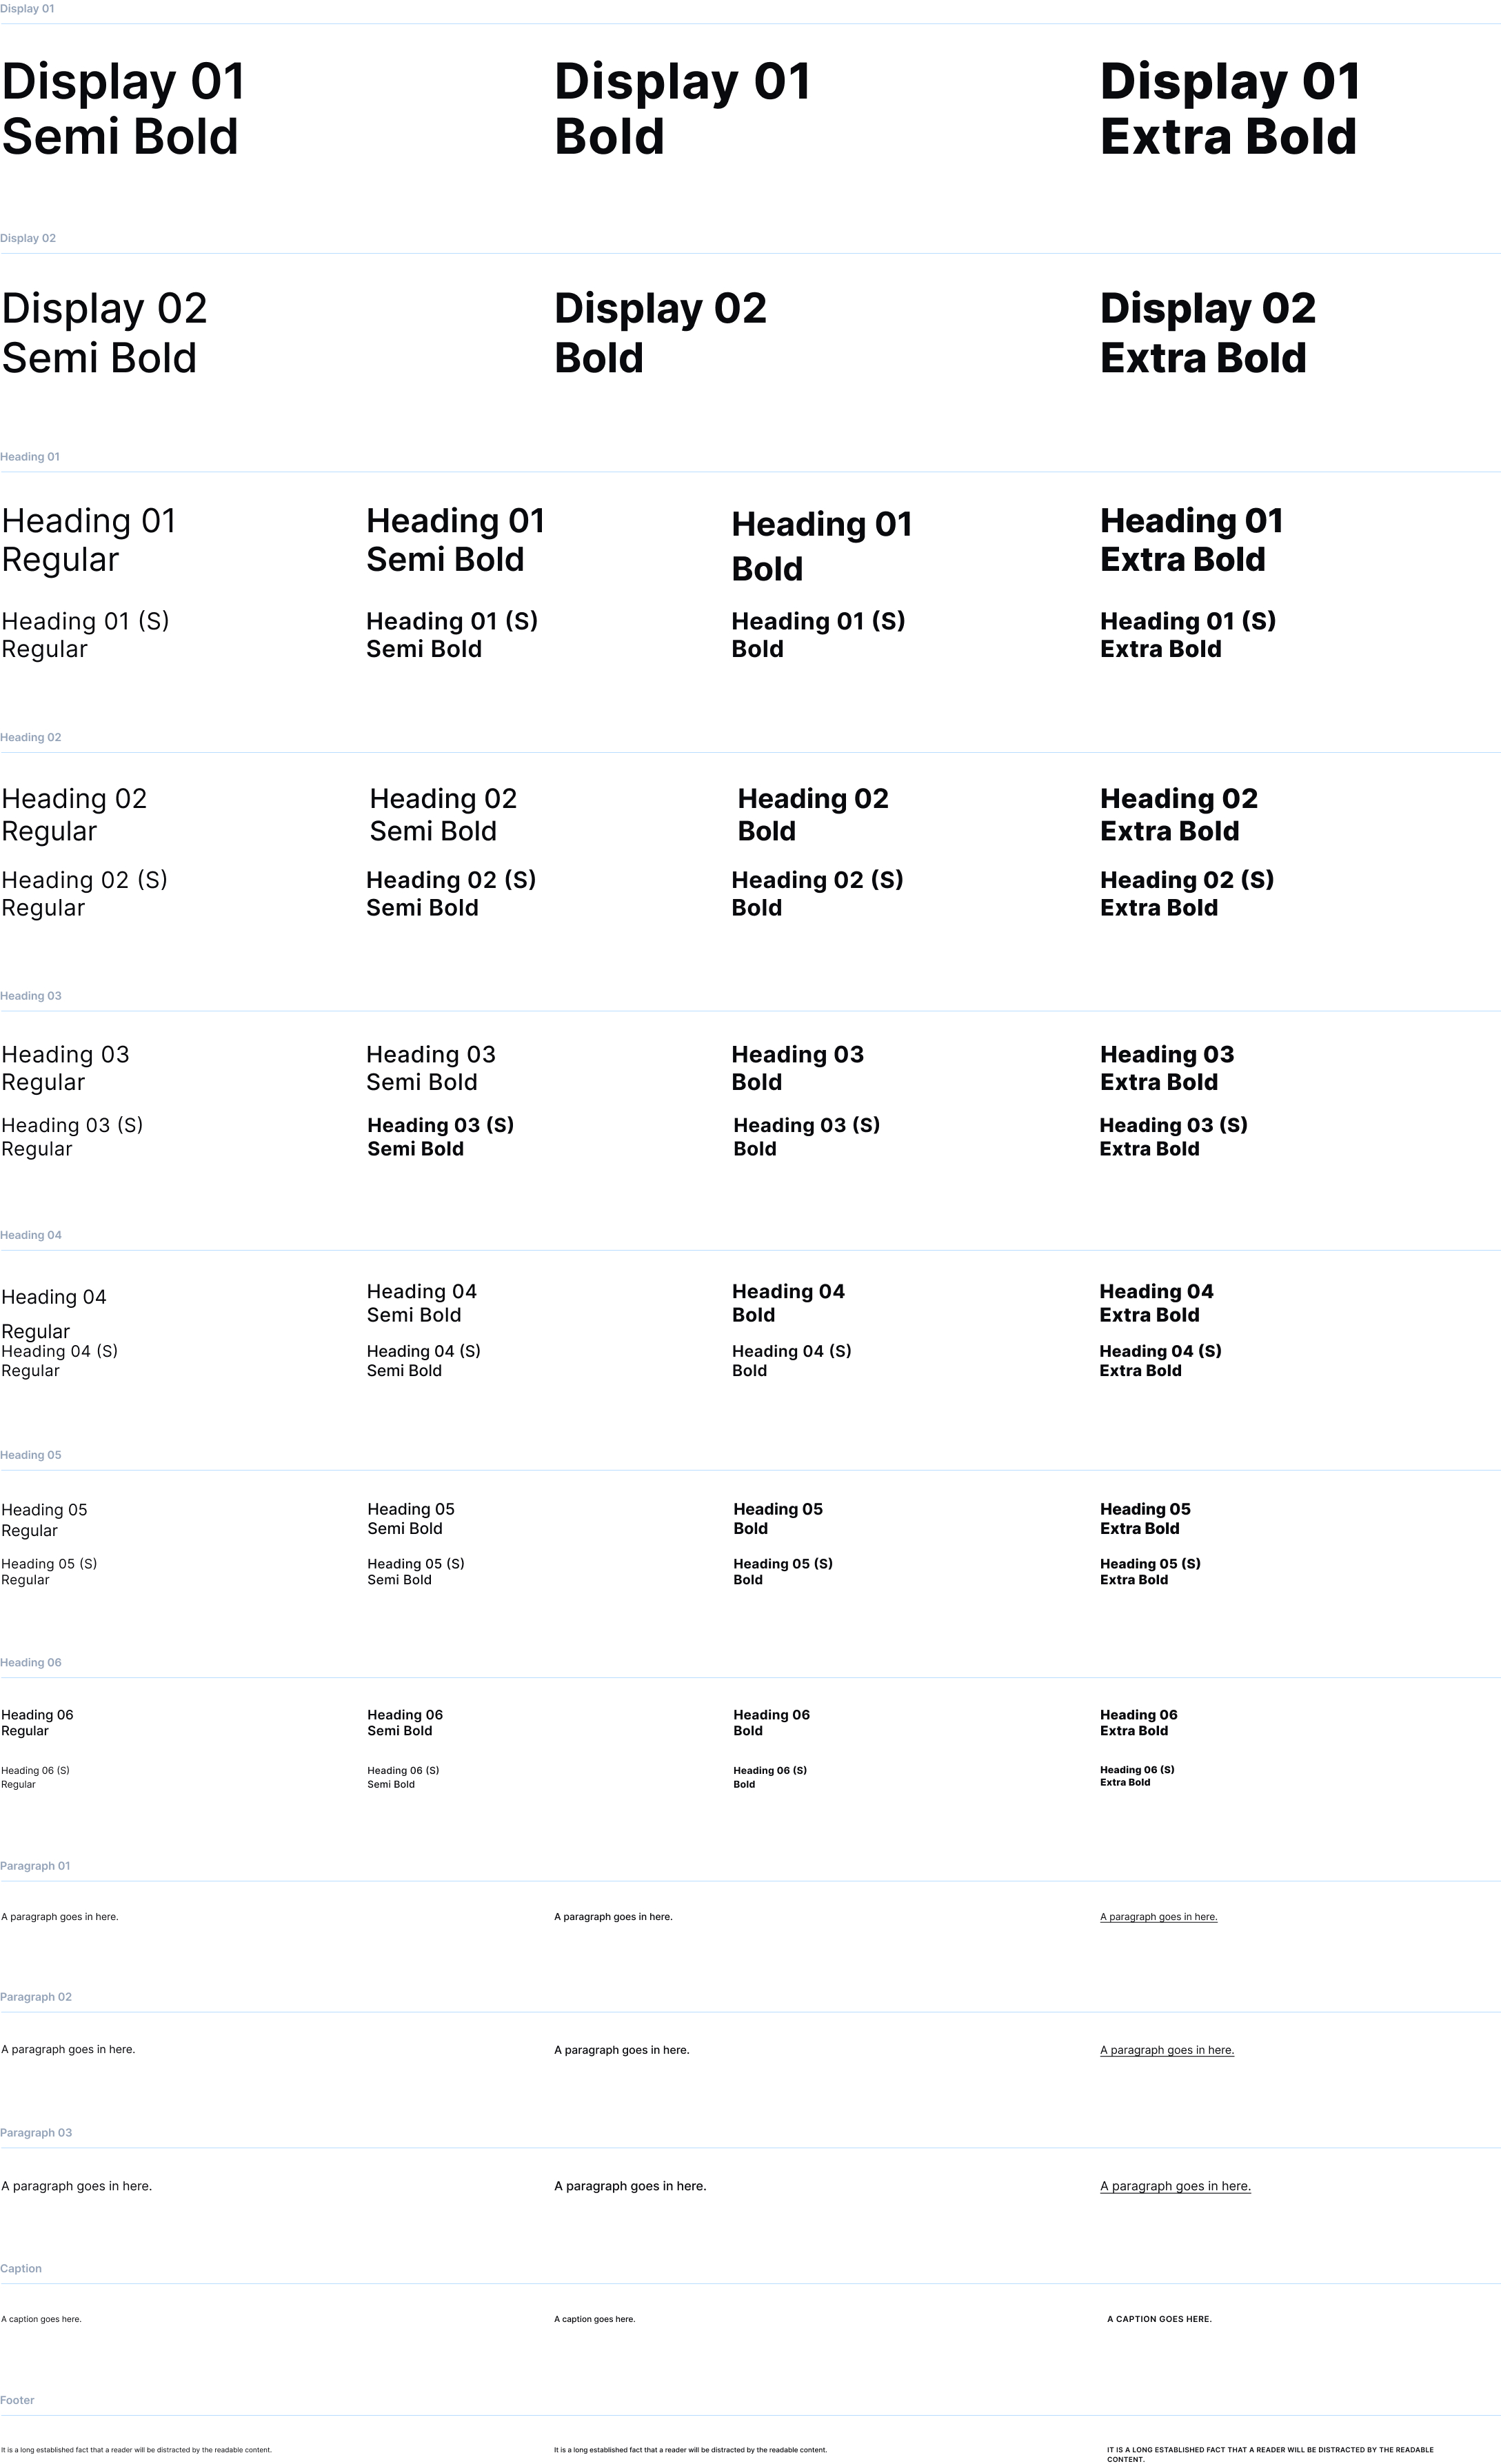 Display 01
Display 01
Semi Bold
Display 01
Bold
Display 01
Extra Bold
Display 02
Display 02
Semi Bold
Display 02
Bold
Display 02
Extra Bold
Heading 01
Heading 01
Regular
Heading 01
Semi Bold
Heading 01
Bold
Heading 01
Extra Bold
Heading 01 (S)
Regular
Heading 01 (S)
Semi Bold
Heading 01 (S)
Bold
Heading 01 (S)
Extra Bold
Heading 02
Heading 02
Regular
Heading 02
Semi Bold
Heading 02
Bold
Heading 02
Extra Bold
Heading 02 (S)
Regular
Heading 02 (S)
Semi Bold
Heading 02 (S)
Bold
Heading 02 (S)
Extra Bold
Heading 03
Heading 03
Regular
Heading 03
Semi Bold
Heading 03
Bold
Heading 03
Extra Bold
Heading 03 (S)
Regular
Heading 03 (S)
Semi Bold
Heading 03 (S)
Bold
Heading 03 (S)
Extra Bold
Heading 04
Heading 04
Regular
Heading 04
Semi Bold
Heading 04
Bold
Heading 04
Extra Bold
Heading 04 (S)
Regular
Heading 04 (S)
Semi Bold
Heading 04 (S)
Bold
Heading 04 (S)
Extra Bold
Heading 05
Heading 05
Regular
Heading 05
Semi Bold
Heading 05
Bold
Heading 05
Extra Bold
Heading 05 (S)
Regular
Heading 05 (S)
Semi Bold
Heading 05 (S)
Bold
Heading 05 (S)
Extra Bold
Heading 06
Heading 06
Regular
Heading 06
Semi Bold
Heading 06
Bold
Heading 06
Extra Bold
Heading 06 (S)
Regular
Heading 06 (S)
Semi Bold
Heading 06 (S)
Bold
Heading 06 (S)
Extra Bold
Paragraph 01
A paragraph goes in here.
A paragraph goes in here.
A paragraph goes in here.
Paragraph 02
A paragraph goes in here.
A paragraph goes in here.
A paragraph goes in here.
Paragraph 03
A paragraph goes in here.
A paragraph goes in here.
A paragraph goes in here.
Caption
A caption goes here.
A caption goes here.
A CAPTION GOES HERE.
Footer
It is a long established fact that a reader will be distracted by the readable content.
It is a long established fact that a reader will be distracted by the readable content.
IT IS A LONG ESTABLISHED FACT THAT A READER WILL BE DISTRACTED BY THE READABLE
CONTENT.